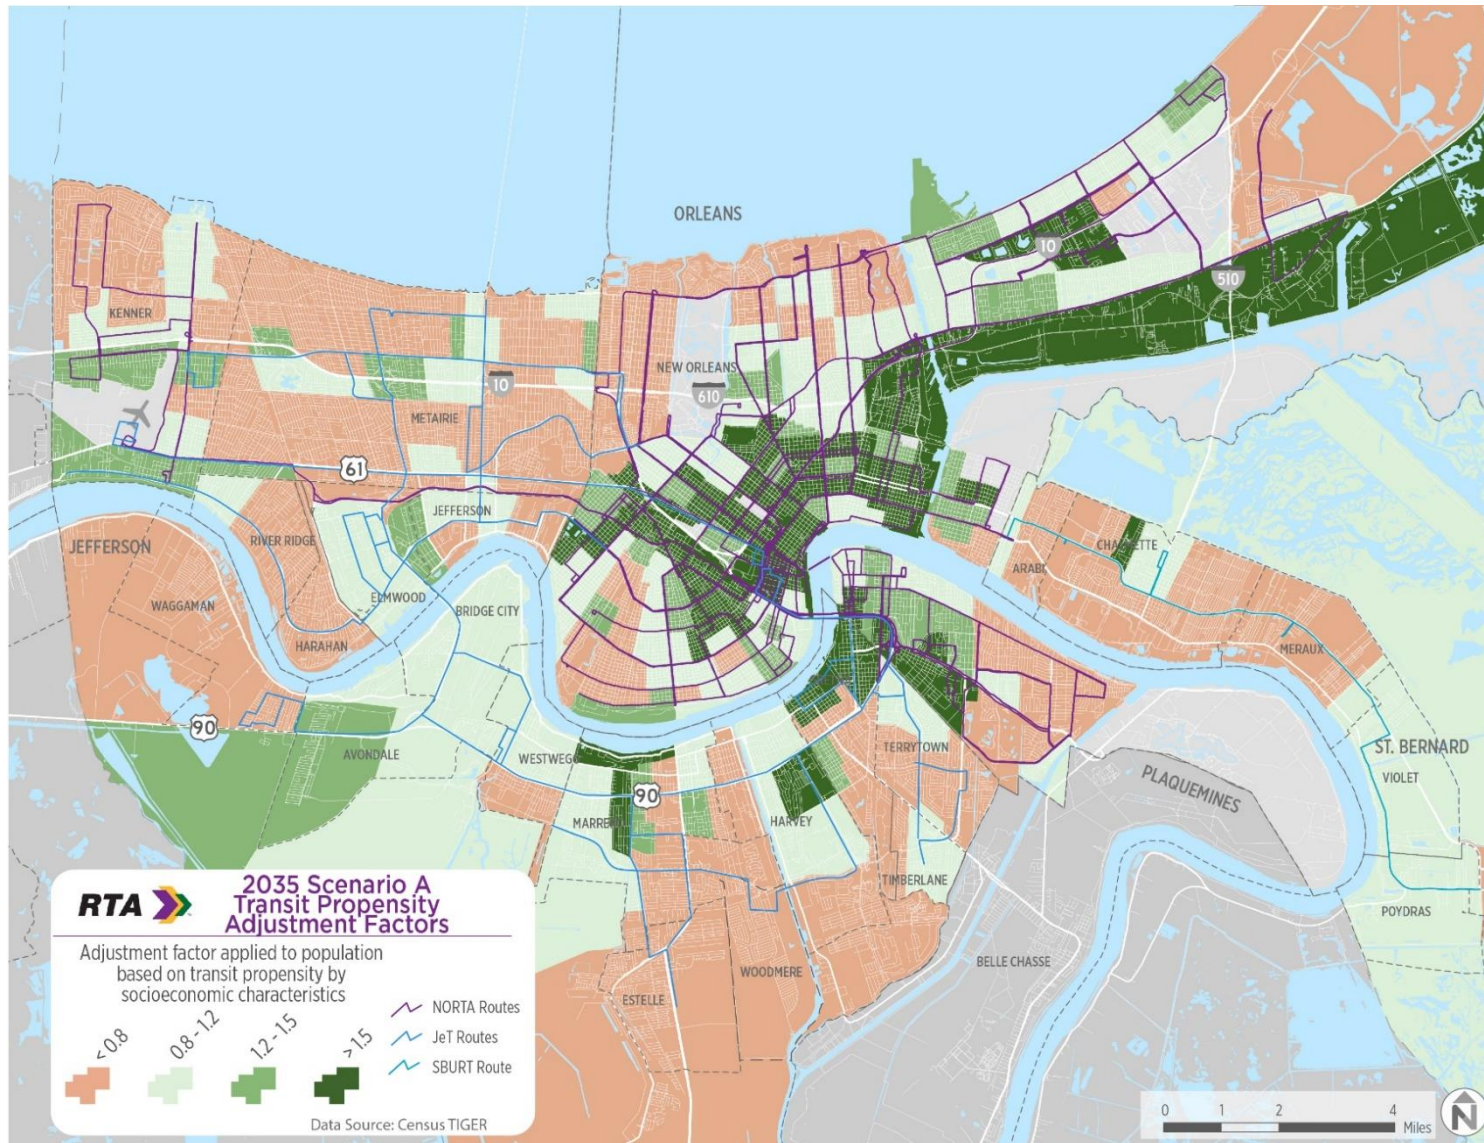 ORLEANS
KENNER
NEW ORLEANS
10
510
10
610
METAIRIE
61
JEFFERSON
JEFFERSON
RIVER RIDGE
ELMWOOD
BRIDGE CITY
WAGGAMAN
HARAHAN
ARABI
MERAUX
90
AVONDALE
WESTWEGO
TERRYTOWN
ST. BERNARD
VIOLET
PLAQUEMINES
90
HARVEY
TIMBERLANE
POYDRAS
BELLE CHASSE
WOODMERE
ESTELLE
RTA
2035 Scenario A
Transit Propensity
Adjustment Factors
Adjustment factor applied to population
based on transit propensity by
socioeconomic characteristics
NORTA Routes
JeT Routes
SBURT Route
< 0.8
0.8 - 1.2
1.2 - 1.5
> 1.5
Data Source: Census TIGER
0 1 2 4
Miles
N